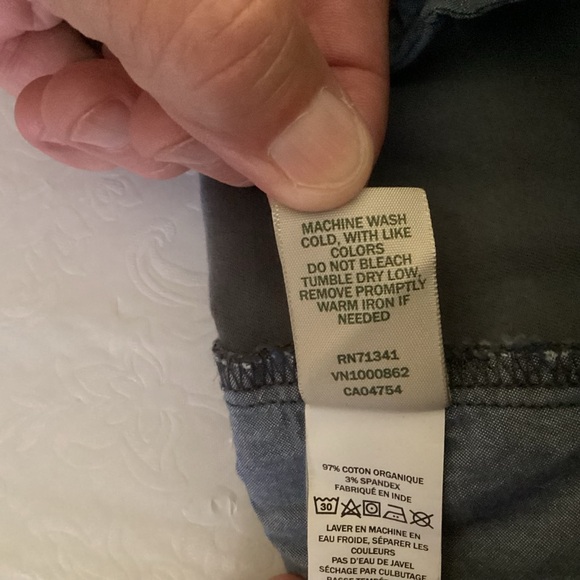 MACHINE WASH
COLD, WITH LIKE
COLORS
DO NOT BLEACH
TUMBLE DRY LOW,
REMOVE PROMPTLY
WARM IRON IF
NEEDED
RN71341
VN1000862
CA04754
97% COTON ORGANIQUE
3% SPANDEX
FABRIQUÉ EN INDE
30
LAVER EN MACHINE EN
EAU FROIDE, SÉPARER LES
COULEURS
PAS D'EAU DE JAVEL
SÉCHAGE PAR CULBUTAGE